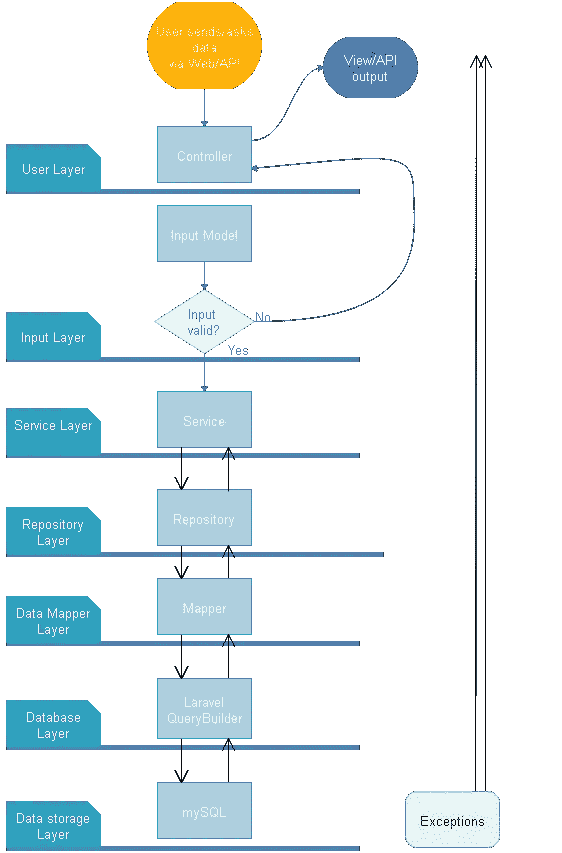 User sends/asks
data
via Web/API
View/API
output
Controller
User Layer
Input Model
Input
valid?
No
Input Layer
Yes
Service
Service Layer
Repository
Repository
Layer
Mapper
Data Mapper
Layer
Laravel
QueryBuilder
Database
Layer
mySQL
Data storage
Layer
Exceptions